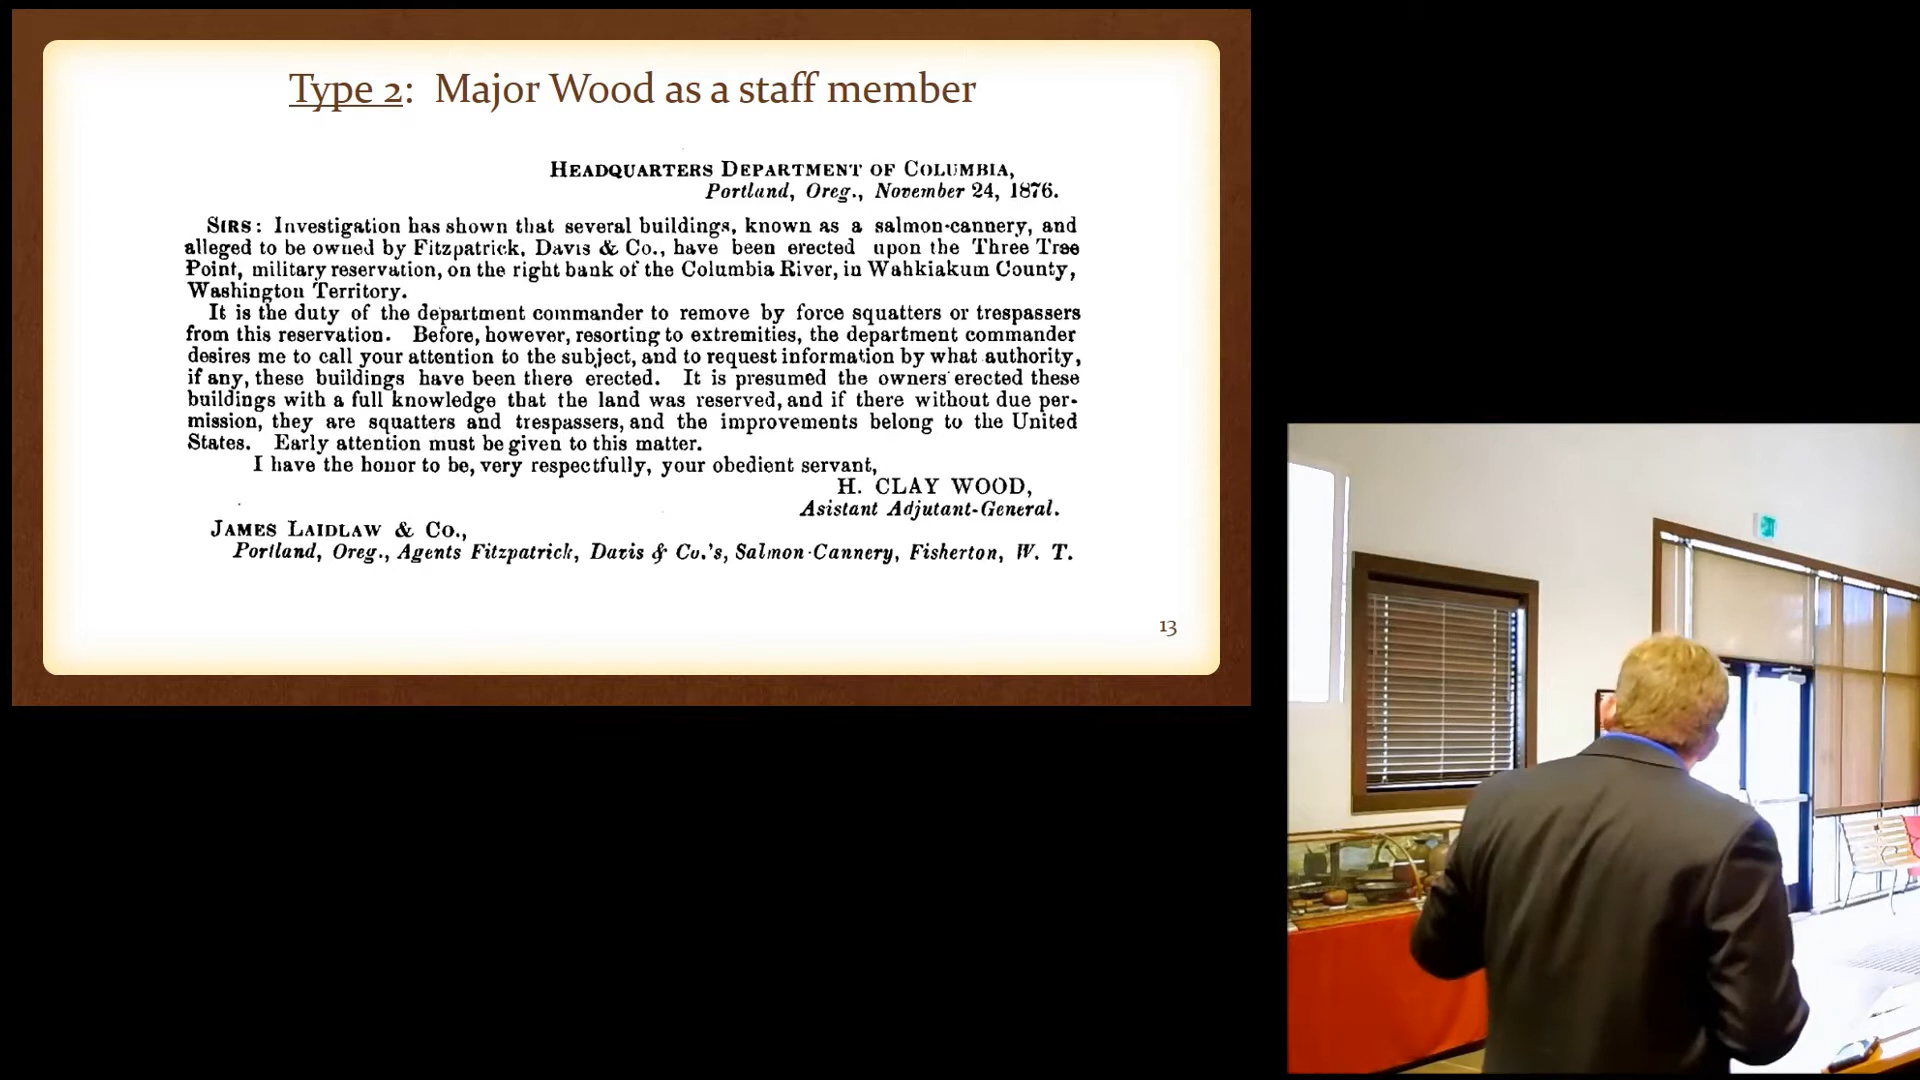 Type 2: Major Wood as a staff member
HEADQUARTERS DEPARTMENT OF COLUMBIA,
Portland, Oreg., November 24, 1876.
SIRS: Investigation has shown that several buildings, known as a salmon-cannery, and
alleged to be owned by Fitzpatrick, Davis & Co., have been erected upon the Three Tree
Point, military reservation, on the right bank of the Columbia River, in Wahkiakum County,
Washington Territory.
It is the duty of the department commander to remove by force squatters or trespassers
from this reservation. Before, however, resorting to extremities, the department commander
desires me to call your attention to the subject, and to request information by what authority,
if any, these buildings have been there erected. It is presumed the owners erected these
buildings with a full knowledge that the land was reserved, and if there without due per-
mission, they are squatters and trespassers, and the improvements belong to the United
States. Early attention must be given to this matter.
I have the honor to be, very respectfully, your obedient servant,
H. CLAY WOOD,
Asistant Adjutant-General.
JAMES LAIDLAW & Co.,
Portland, Oreg., Agents Fitzpatrick, Davis & Co.'s, Salmon-Cannery, Fisherton, W. T.
13